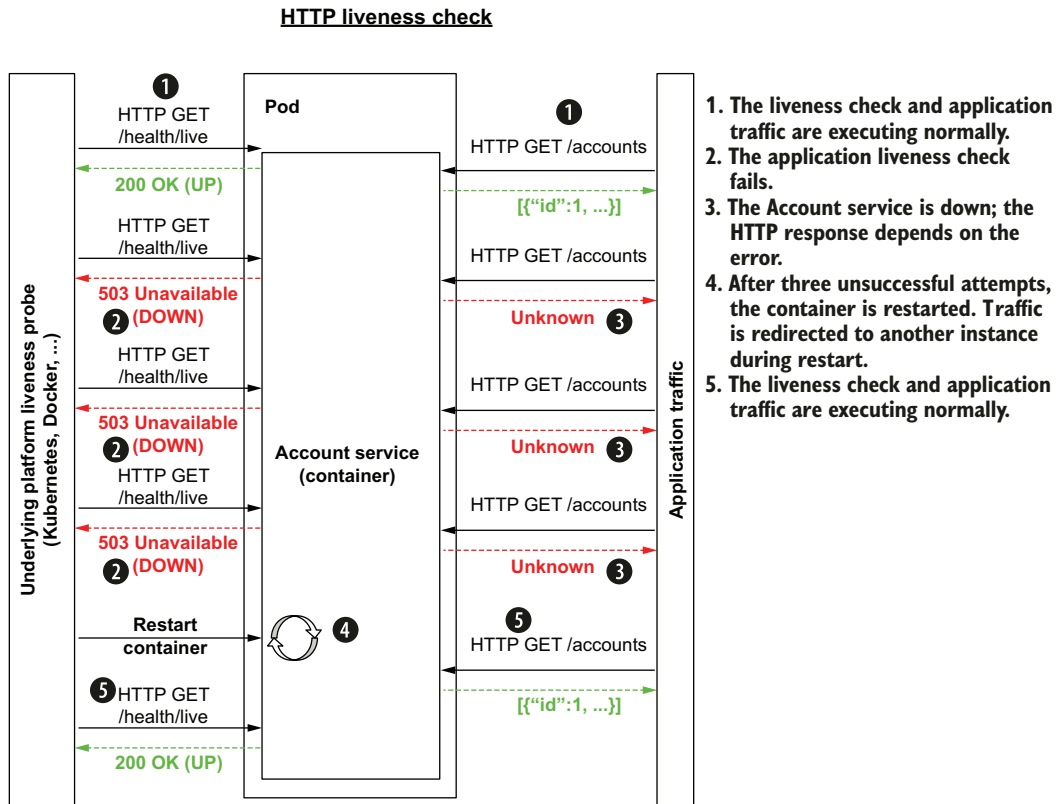 HTTP liveness check
Underlying platform liveness probe
(Kubernetes, Docker, ...)
1
HTTP GET
/health/live
200 OK (UP)
HTTP GET
/health/live
503 Unavailable
2 (DOWN)
HTTP GET
/health/live
503 Unavailable
2 (DOWN)
HTTP GET
/health/live
503 Unavailable
2 (DOWN)
Restart
container
5 HTTP GET
/health/live
200 OK (UP)
Pod
Account service
(container)
4
1
HTTP GET /accounts
[{“id”:1, ...}]
HTTP GET /accounts
Unknown 3
HTTP GET /accounts
Unknown 3
HTTP GET /accounts
Unknown 3
5
HTTP GET /accounts
[{“id”:1, ...}]
Application traffic
1. The liveness check and application
traffic are executing normally.
2. The application liveness check
fails.
3. The Account service is down; the
HTTP response depends on the
error.
4. After three unsuccessful attempts,
the container is restarted. Traffic
is redirected to another instance
during restart.
5. The liveness check and application
traffic are executing normally.